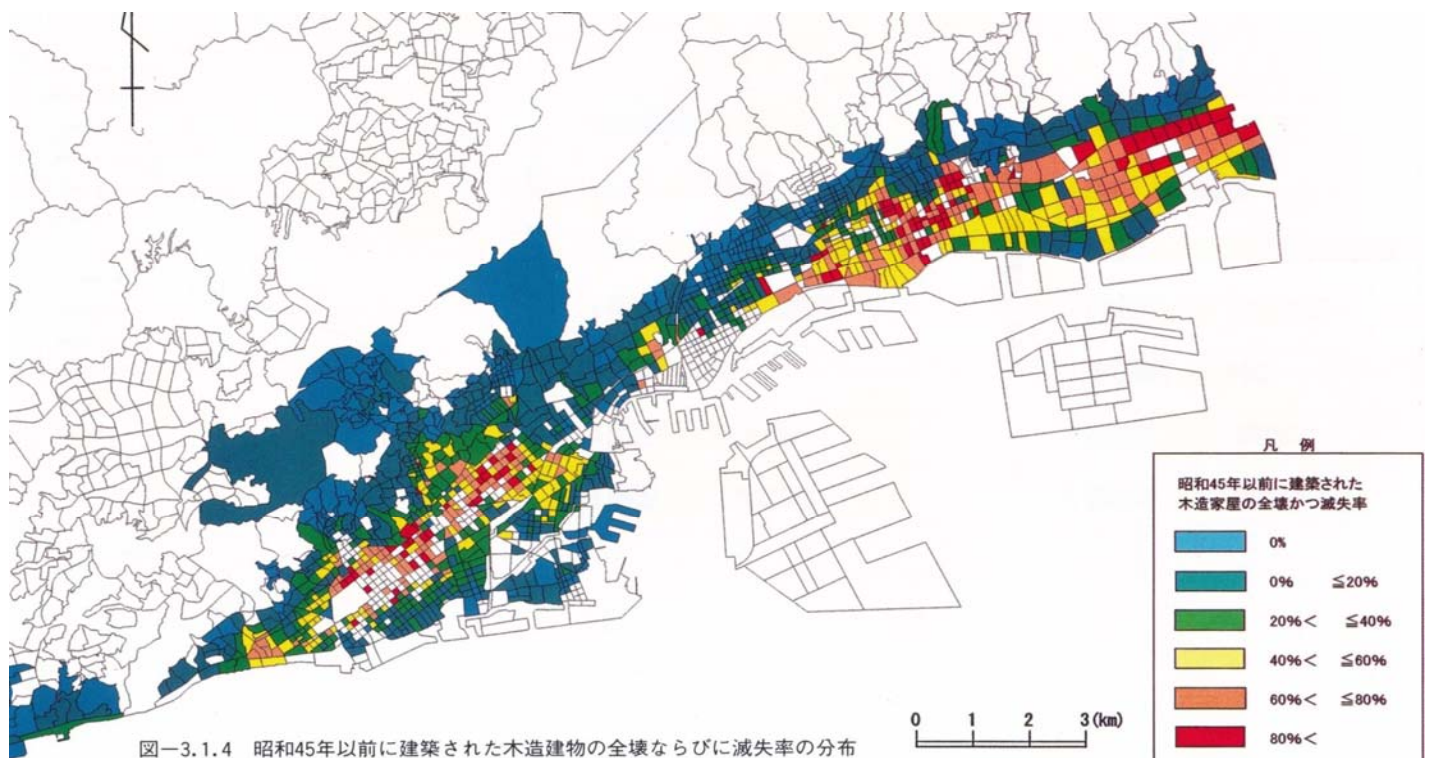 凡 例
昭和45年以前に建築された
木造家屋の全壊かつ滅失率
0%
0% ≦20%
20%< ≦40%
40%< ≦60%
60%< ≦80%
80%<
0 1 2 3(km)
図-3.1.4 昭和45年以前に建築された木造建物の全壊ならびに滅失率の分布